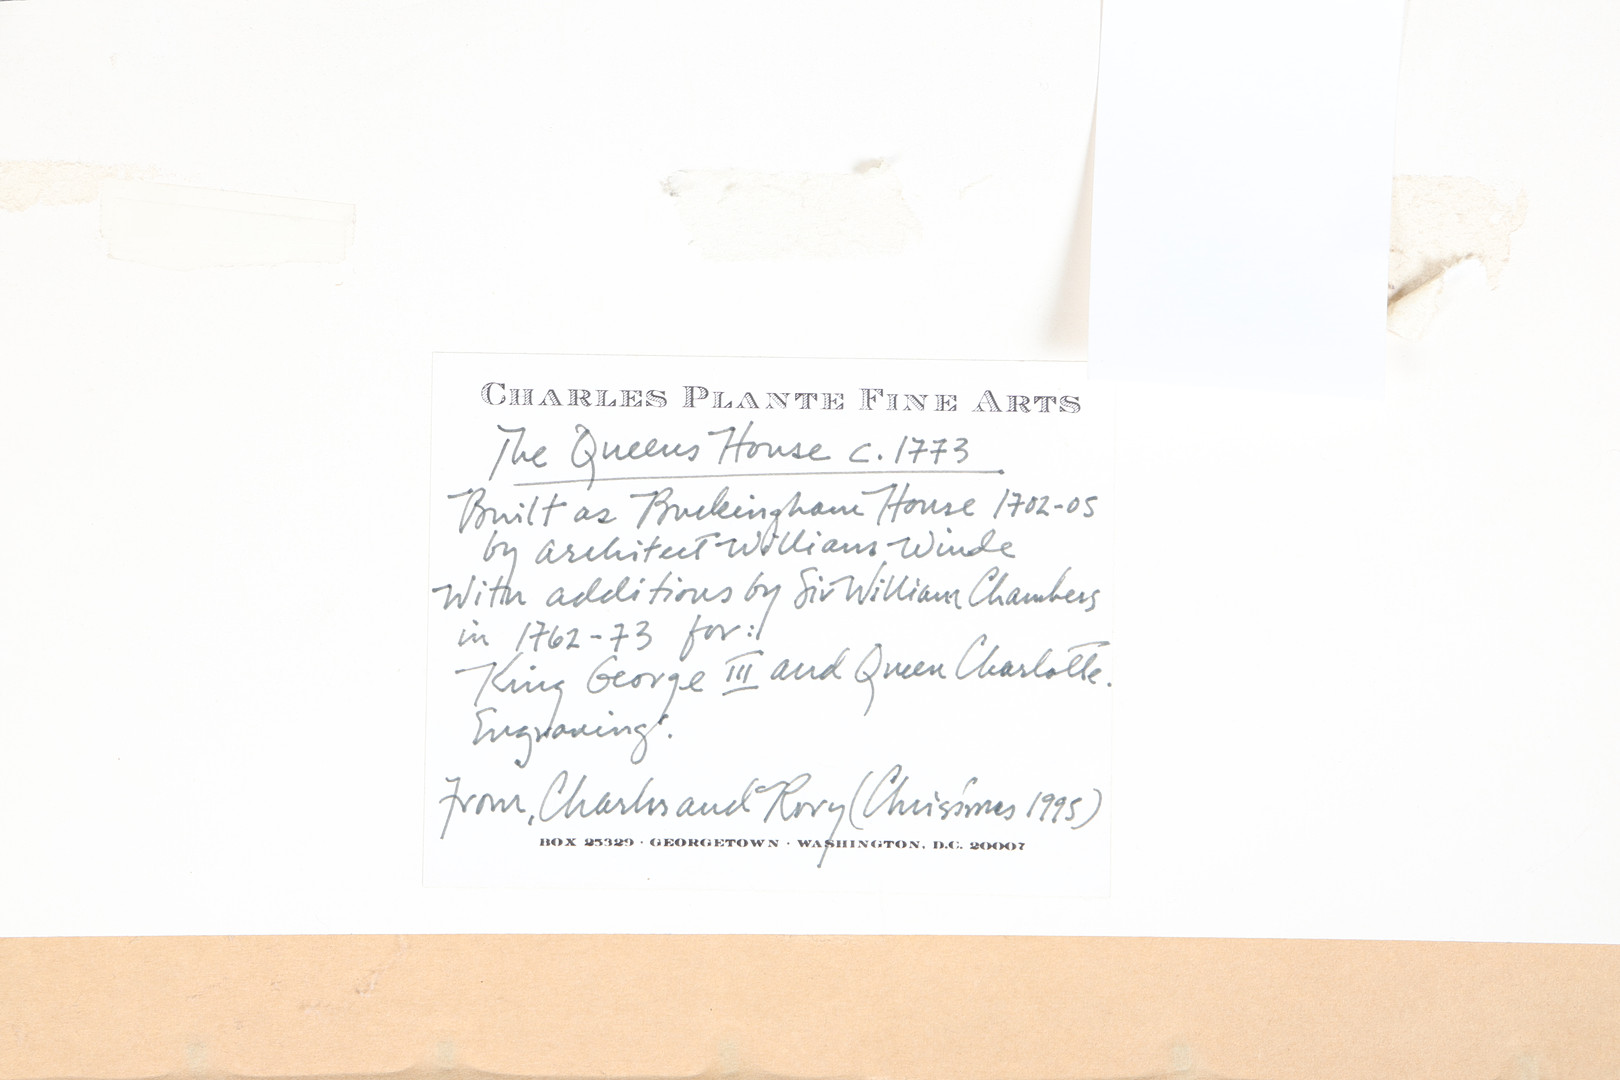 CHARLES PLANTE FINE ARTS
The Queens House c. 1773
Built as Buckingham House 1702-05
by architect William Winde
With additions by Sir William Chambers
in 1762-73 for:
King George III and Queen Charlotte.
Engraving.
From, Charles and Rory (Christmas 1995)
BOX 25329 · GEORGETOWN · WASHINGTON, D.C. 20007